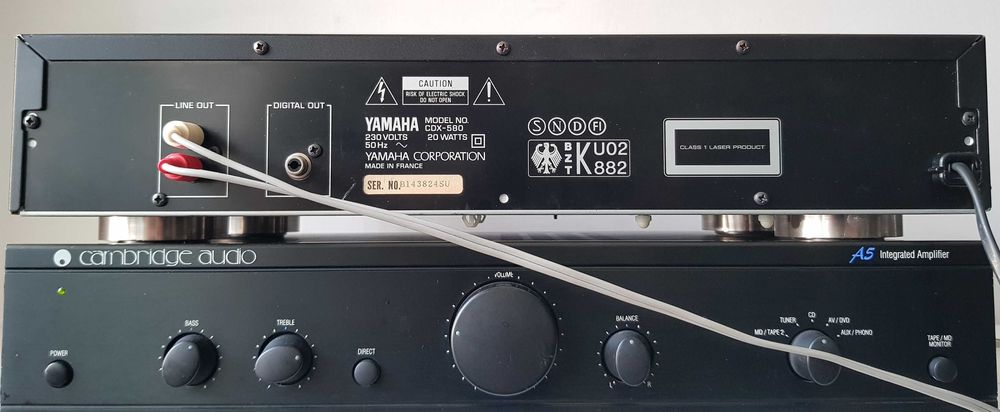 LINE OUT
DIGITAL OUT
CAUTION
RISK OF ELECTRIC SHOCK
DO NOT OPEN
YAMAHA MODEL NO.
CDX-580
230 VOLTS 20 WATTS
50 Hz
YAMAHA CORPORATION
MADE IN FRANCE
SER. NO. B143824SU
S N D FI
BZT K U02
882
CLASS 1 LASER PRODUCT
cambridge audio
A5 Integrated Amplifier
POWER
BASS
TREBLE
DIRECT
VOLUME
BALANCE
L R
MD / TAPE 2
TUNER
CD
AV / DVD
AUX / PHONO
TAPE / MD
MONITOR